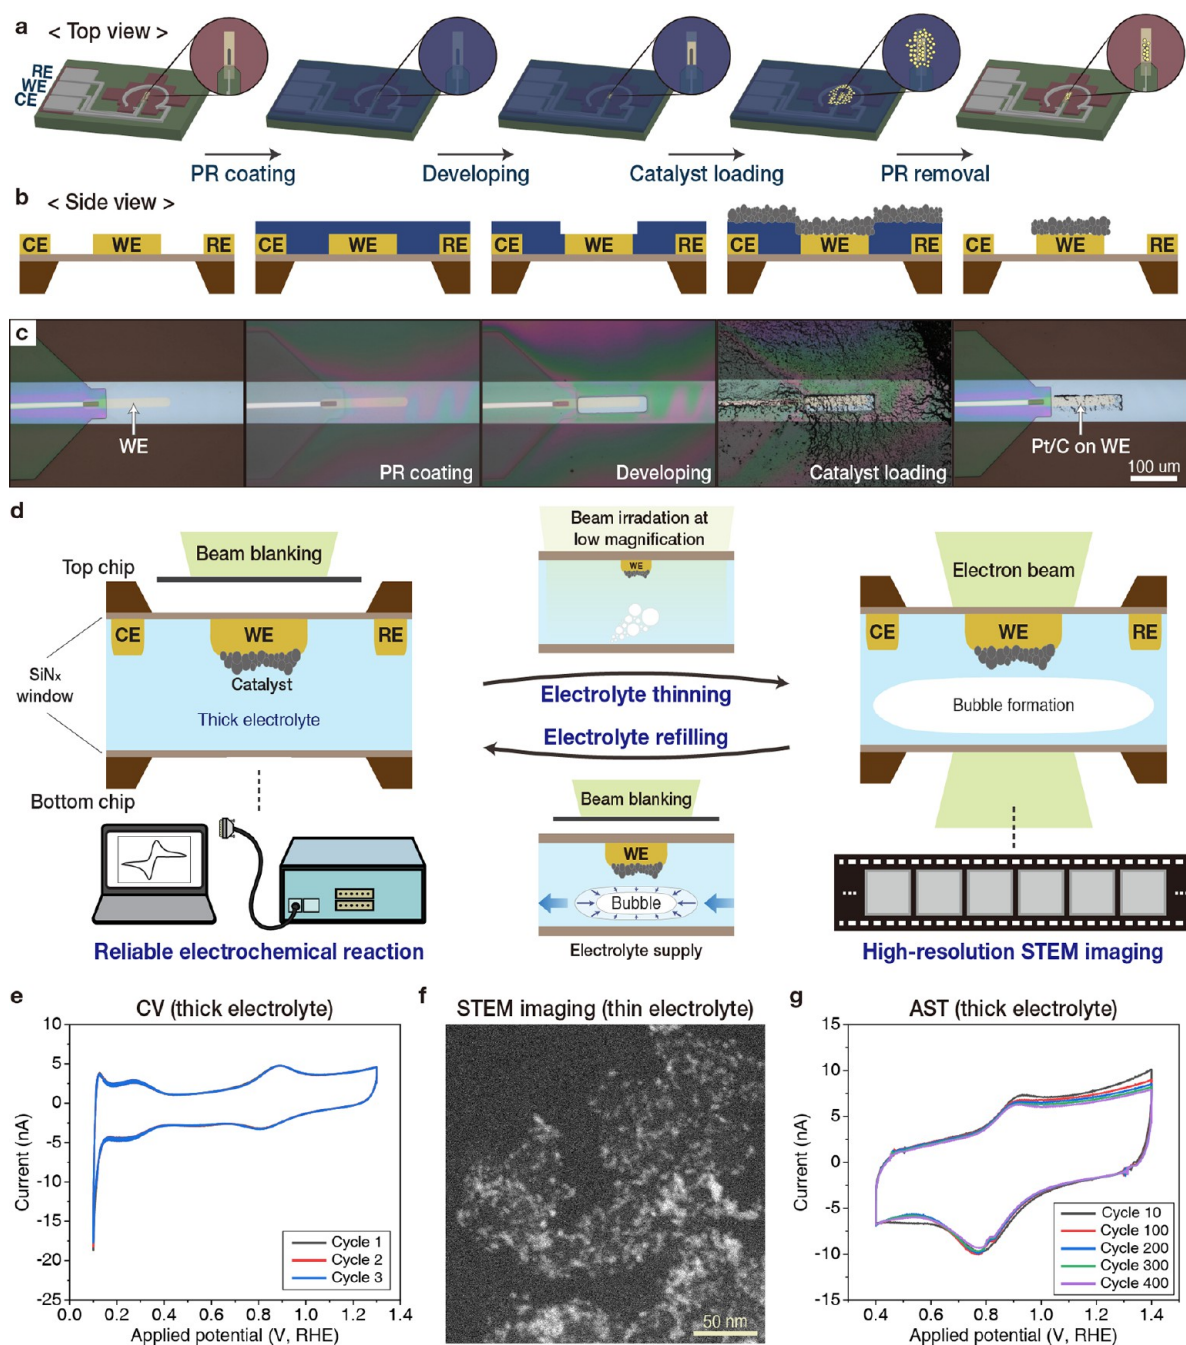 a < Top view >
RE
WE
CE
PR coating
Developing
Catalyst loading
PR removal
b < Side view >
CE WE RE
CE WE RE
CE WE RE
CE WE RE
CE WE RE
c
WE
PR coating
Developing
Catalyst loading
Pt/C on WE
100 um
d
Beam blanking
Top chip
CE WE RE
SiNx
window
Catalyst
Thick electrolyte
Bottom chip
Reliable electrochemical reaction
Beam irradation at
low magnification
WE
Electrolyte thinning
Electrolyte refilling
Beam blanking
WE
Bubble
Electrolyte supply
Electron beam
CE WE RE
Bubble formation
... ...
High-resolution STEM imaging
e CV (thick electrolyte)
Current (nA)
10
5
0
-5
-10
-15
-20
-25
Cycle 1
Cycle 2
Cycle 3
0.0 0.2 0.4 0.6 0.8 1.0 1.2 1.4
Applied potential (V, RHE)
f STEM imaging (thin electrolyte)
50 nm
g AST (thick electrolyte)
Current (nA)
15
10
5
0
-5
-10
-15
Cycle 10
Cycle 100
Cycle 200
Cycle 300
Cycle 400
0.4 0.6 0.8 1.0 1.2 1.4
Applied potential (V, RHE)